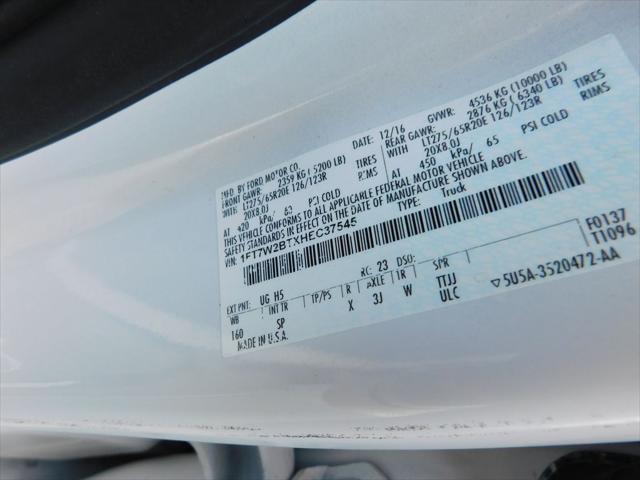 MFD. BY FORD MOTOR CO.
DATE: 12/16 GVWR: 4536 KG (10000 LB)
FRONT GAWR: 2359 KG (5200 LB) REAR GAWR: 2876 KG (6340 LB)
WITH LT275/65R20E 126/123R TIRES WITH LT275/65R20E 126/123R TIRES
20X8.0J RIMS 20X8.0J RIMS
AT 420 kPa/ 60 PSI COLD AT 450 kPa/ 65 PSI COLD
THIS VEHICLE CONFORMS TO ALL APPLICABLE FEDERAL MOTOR VEHICLE
SAFETY STANDARDS IN EFFECT ON THE DATE OF MANUFACTURE SHOWN ABOVE.
1FT7W2BTXHEC37545 TYPE: Truck
F0137
T1096
EXT PNT: UG H5 RC: 23 DSO:
WB INT TR TP/PS R AXLE TR SPR
160 SP X 3J W TTJJ
ULC
MADE IN U.S.A. 5U5A-3520472-AA